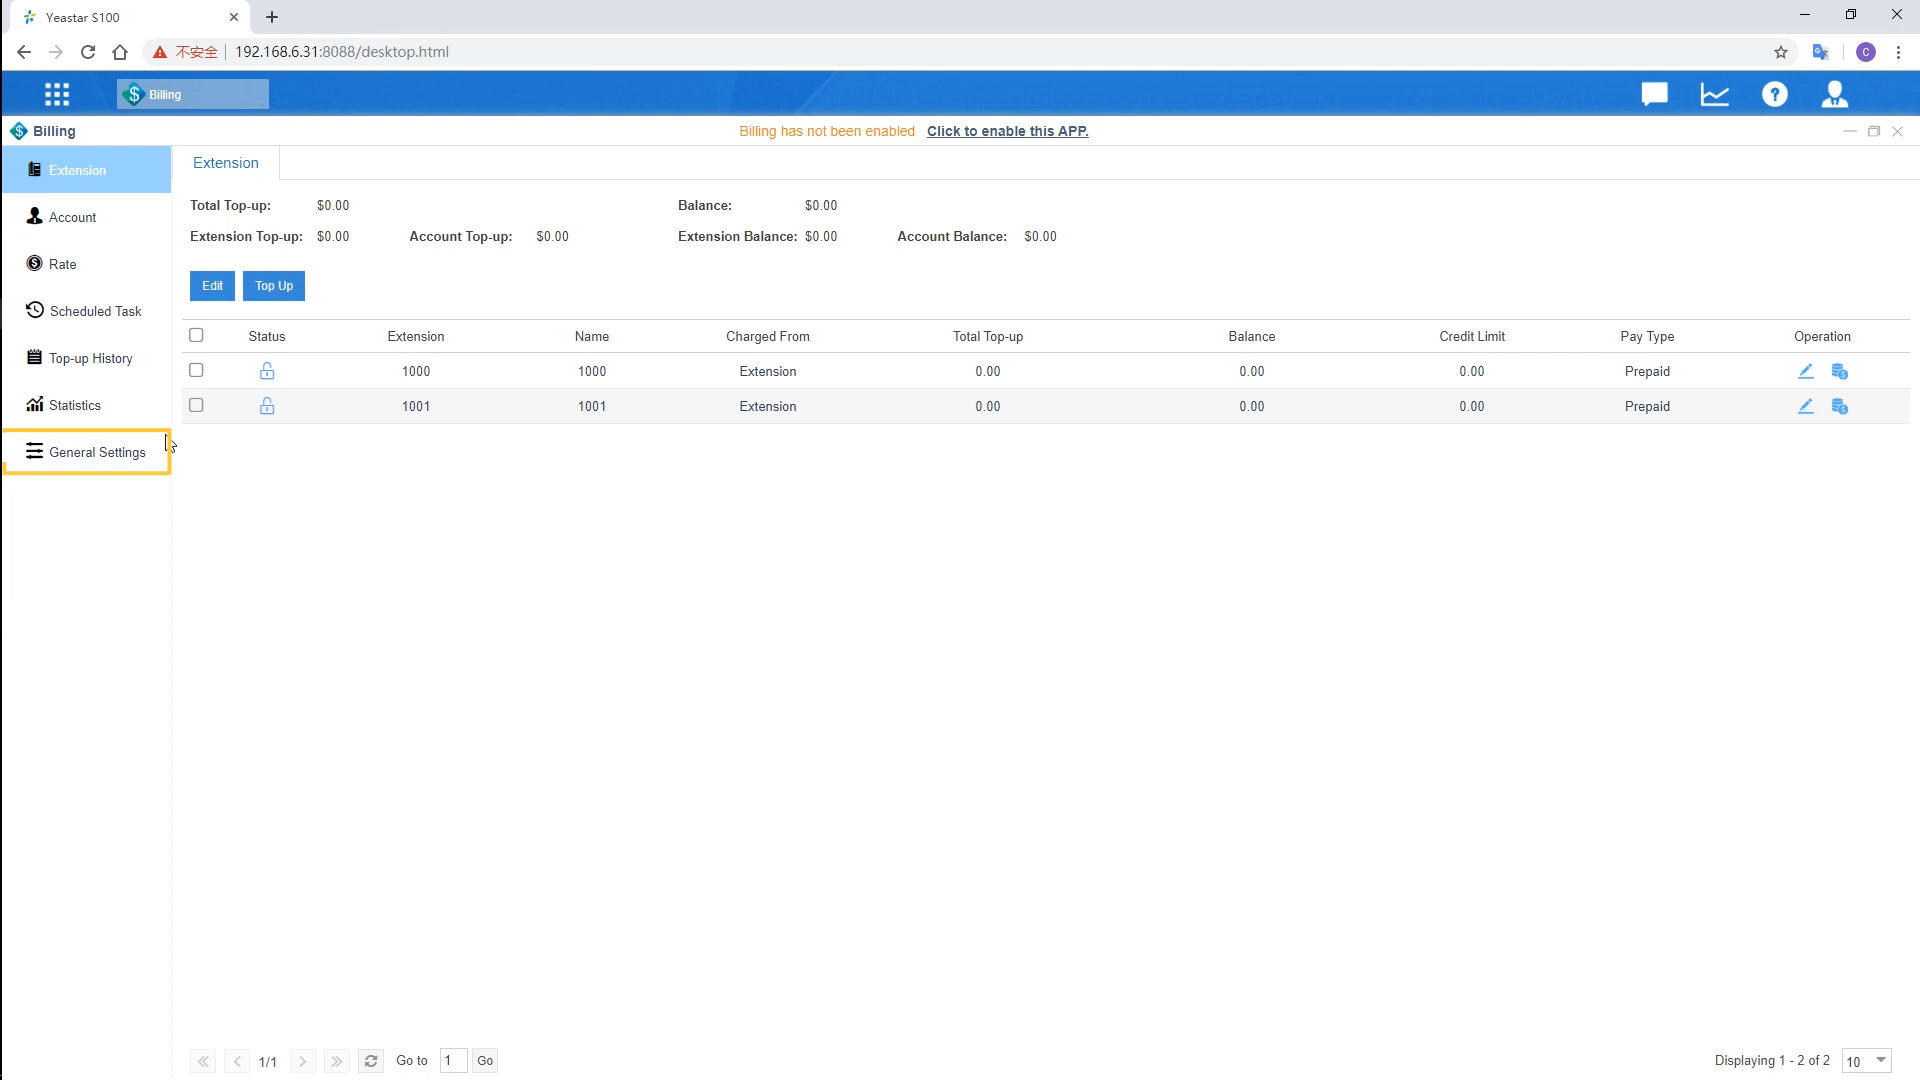 Yeastar S100
不安全 192.168.6.31:8088/desktop.html
Billing
Billing Billing has not been enabled Click to enable this APP.
Extension
Account
Rate
Scheduled Task
Top-up History
Statistics
General Settings
Extension
Total Top-up: $0.00 Balance: $0.00
Extension Top-up: $0.00 Account Top-up: $0.00 Extension Balance: $0.00 Account Balance: $0.00
Edit Top Up
Status Extension Name Charged From Total Top-up Balance Credit Limit Pay Type Operation
1000 1000 Extension 0.00 0.00 0.00 Prepaid
1001 1001 Extension 0.00 0.00 0.00 Prepaid
1/1 Go to 1 Go Displaying 1 - 2 of 2 10